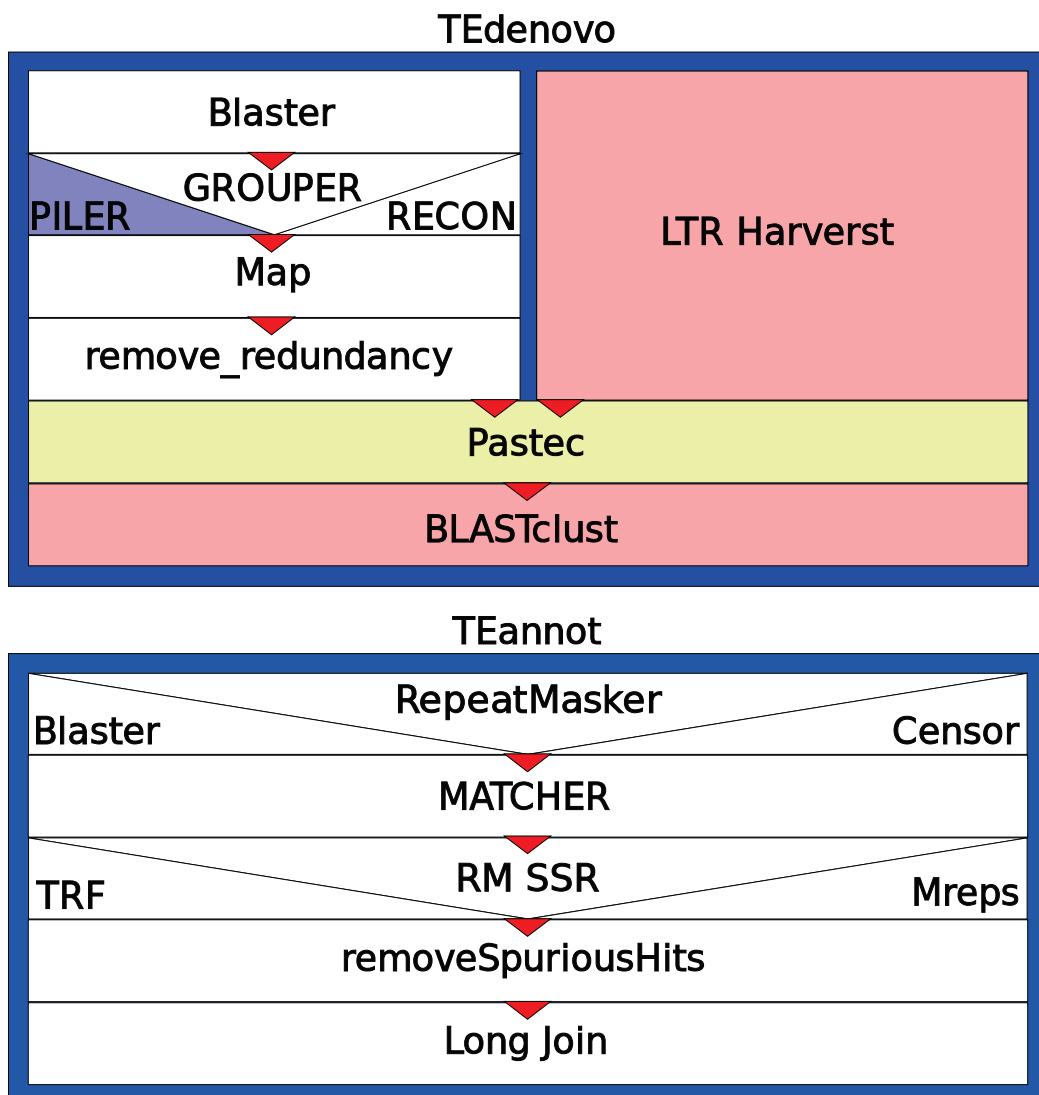 TEdenovo
Blaster
GROUPER
PILER
RECON
Map
remove_redundancy
LTR Harverst
Pastec
BLASTclust
TEannot
RepeatMasker
Blaster
Censor
MATCHER
RM SSR
TRF
Mreps
removeSpuriousHits
Long Join